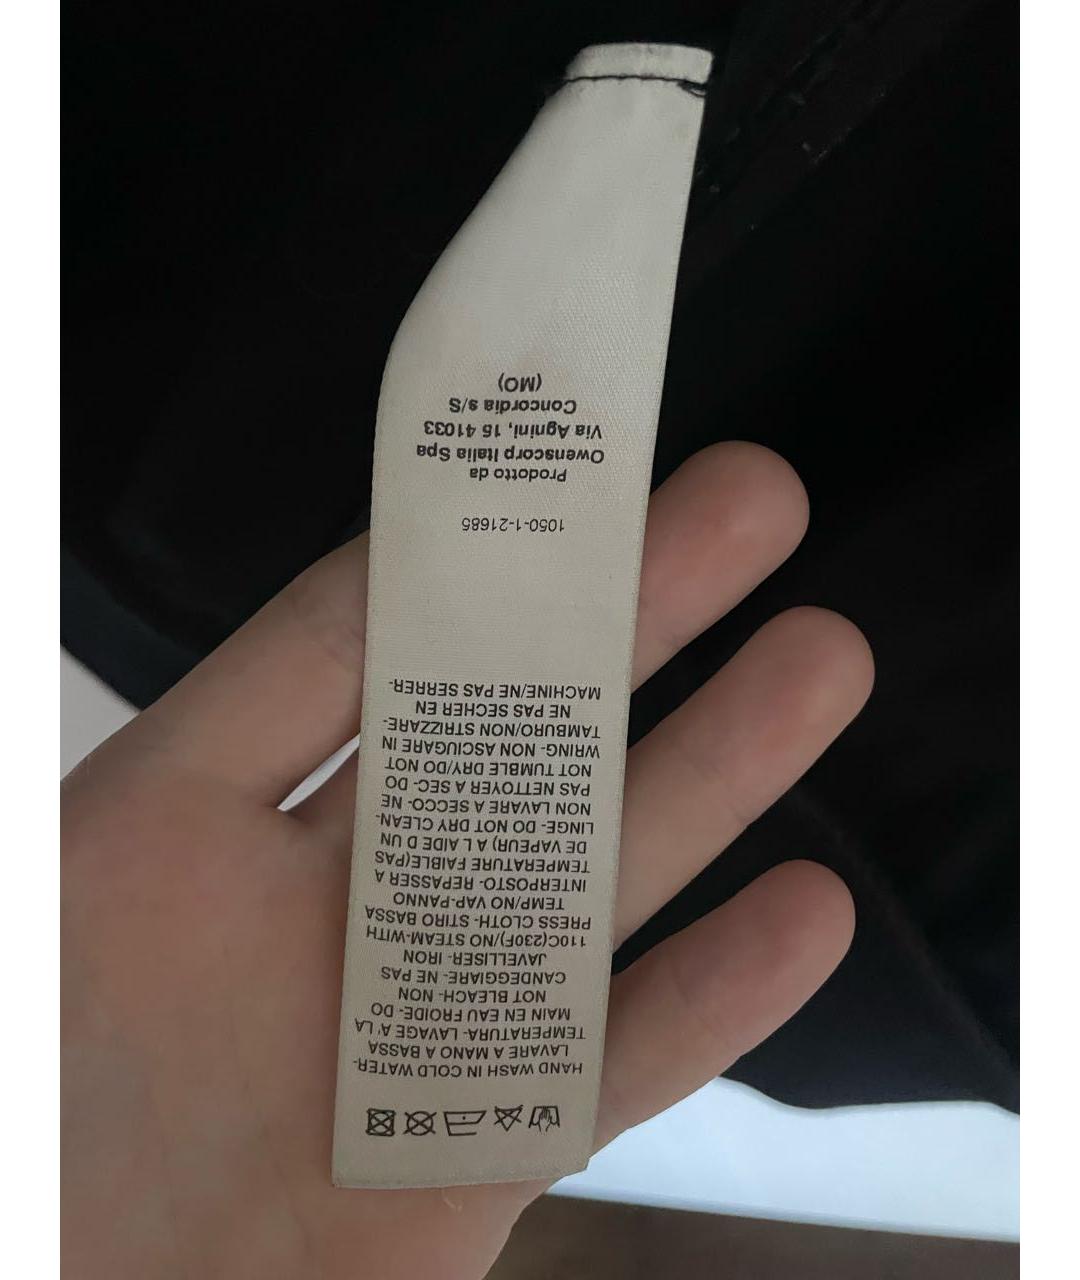 HAND WASH IN COLD WATER-
LAVARE A MANO A BASSA
TEMPERATURA- LAVAGE A'LA
MAIN EN EAU FROIDE- DO
NOT BLEACH- NON
CANDEGGIARE- NE PAS
JAVELLISER- IRON
110C(230F)/NO STEAM-WITH
PRESS CLOTH- STIRO BASSA
TEMP/NO VAP-PANNO
INTERPOSTO- REPASSER A
TEMPERATURE FAIBLE(PAS
DE VAPEUR) A L AIDE D UN
LINGE- DO NOT DRY CLEAN-
NON LAVARE A SECCO- NE
PAS NETTOYER A SEC- DO
NOT TUMBLE DRY/DO NOT
WRING- NON ASCIUGARE IN
TAMBURO/NON STRIZZARE-
NE PAS SECHER EN
MACHINE/NE PAS SERRER-
1050-1-21685
Prodotto da
Owenscorp Italia Spa
Via Agnini, 15 41033
Concordia s/S
(MO)